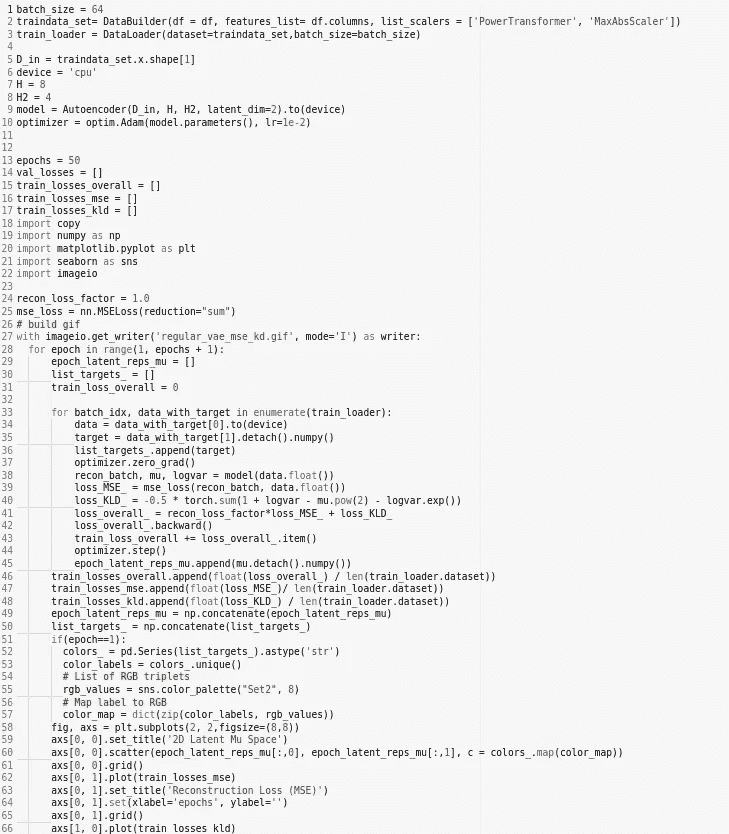 1 batch_size = 64
2 traindata_set= DataBuilder(df = df, features_list= df.columns, list_scalers = ['PowerTransformer', 'MaxAbsScaler'])
3 train_loader = DataLoader(dataset=traindata_set,batch_size=batch_size)
4
5 D_in = traindata_set.x.shape[1]
6 device = 'cpu'
7 H = 8
8 H2 = 4
9 model = Autoencoder(D_in, H, H2, latent_dim=2).to(device)
10 optimizer = optim.Adam(model.parameters(), lr=1e-2)
11
12
13 epochs = 50
14 val_losses = []
15 train_losses_overall = []
16 train_losses_mse = []
17 train_losses_kld = []
18 import copy
19 import numpy as np
20 import matplotlib.pyplot as plt
21 import seaborn as sns
22 import imageio
23
24 recon_loss_factor = 1.0
25 mse_loss = nn.MSELoss(reduction="sum")
26 # build gif
27 with imageio.get_writer('regular_vae_mse_kd.gif', mode='I') as writer:
28   for epoch in range(1, epochs + 1):
29       epoch_latent_reps_mu = []
30       list_targets_ = []
31       train_loss_overall = 0
32
33       for batch_idx, data_with_target in enumerate(train_loader):
34           data = data_with_target[0].to(device)
35           target = data_with_target[1].detach().numpy()
36           list_targets_.append(target)
37           optimizer.zero_grad()
38           recon_batch, mu, logvar = model(data.float())
39           loss_MSE_ = mse_loss(recon_batch, data.float())
40           loss_KLD_ = -0.5 * torch.sum(1 + logvar - mu.pow(2) - logvar.exp())
41           loss_overall_ = recon_loss_factor*loss_MSE_ + loss_KLD_
42           loss_overall_.backward()
43           train_loss_overall += loss_overall_.item()
44           optimizer.step()
45           epoch_latent_reps_mu.append(mu.detach().numpy())
46       train_losses_overall.append(float(loss_overall_) / len(train_loader.dataset))
47       train_losses_mse.append(float(loss_MSE_)/ len(train_loader.dataset))
48       train_losses_kld.append(float(loss_KLD_) / len(train_loader.dataset))
49       epoch_latent_reps_mu = np.concatenate(epoch_latent_reps_mu)
50       list_targets_ = np.concatenate(list_targets_)
51       if(epoch==1):
52         colors_ = pd.Series(list_targets_).astype('str')
53         color_labels = colors_.unique()
54         # List of RGB triplets
55         rgb_values = sns.color_palette("Set2", 8)
56         # Map label to RGB
57         color_map = dict(zip(color_labels, rgb_values))
58       fig, axs = plt.subplots(2, 2,figsize=(8,8))
59       axs[0, 0].set_title('2D Latent Mu Space')
60       axs[0, 0].scatter(epoch_latent_reps_mu[:,0], epoch_latent_reps_mu[:,1], c = colors_.map(color_map))
61       axs[0, 0].grid()
62       axs[0, 1].plot(train_losses_mse)
63       axs[0, 1].set_title('Reconstruction Loss (MSE)')
64       axs[0, 1].set(xlabel='epochs', ylabel='')
65       axs[0, 1].grid()
66       axs[1, 0].plot(train_losses_kld)